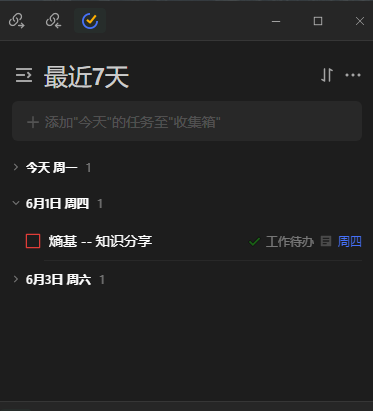 最近7天
添加"今天"的任务至"收集箱"
今天 周一 1
6月1日 周四 1
熵基 -- 知识分享 工作待办 周四
6月3日 周六 1